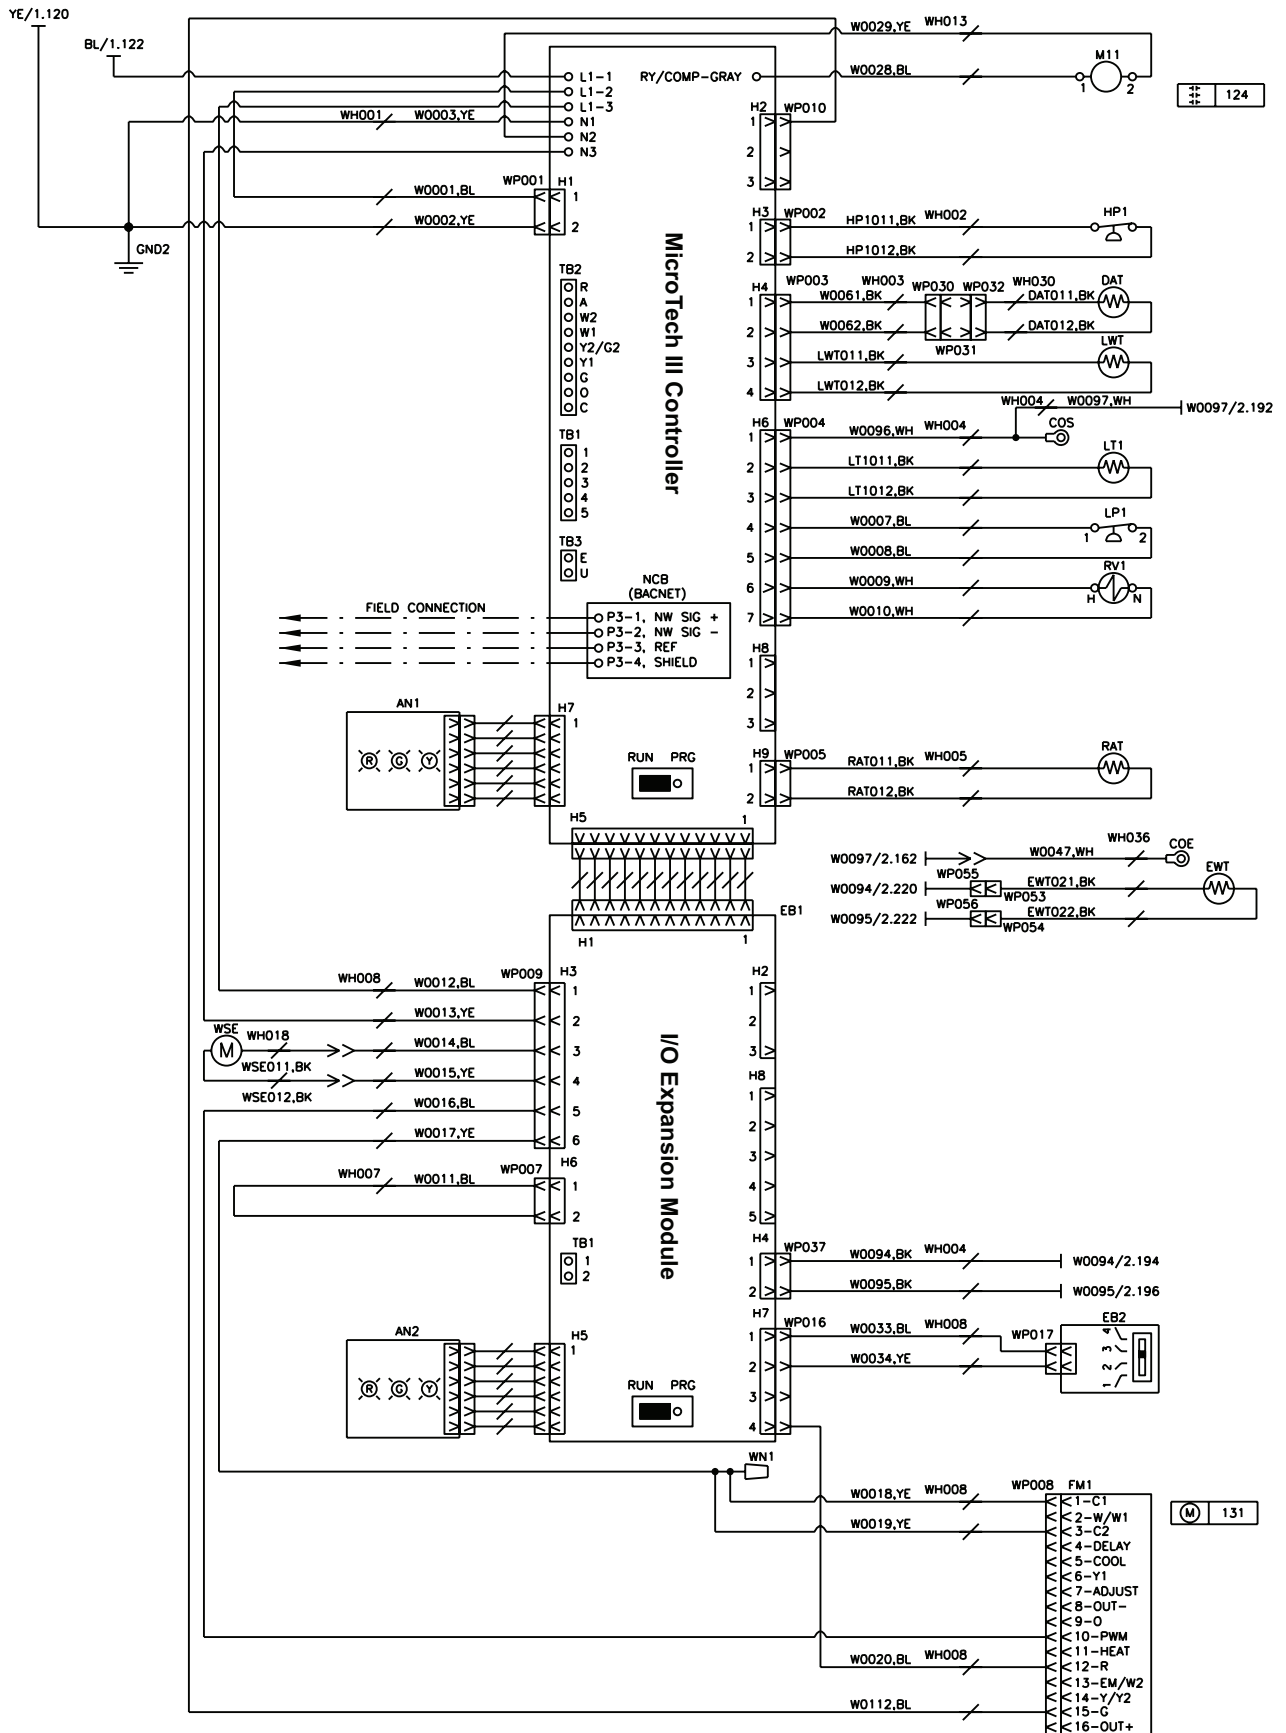 YE/1.120
BL/1.122
W0029,YE WH013
M11
1 2
W0028,BL
RY/COMP-GRAY
124
L1-1
L1-2
L1-3
N1
N2
N3
WH001 W0003,YE
H2 WP010
1
2
3
WP001 H1
W0001,BL 1
W0002,YE 2
GND2
MicroTech III Controller
H3 WP002
1 HP1011,BK WH002 HP1
2 HP1012,BK
TB2
R
A
W2
W1
Y2/G2
Y1
G
O
C
H4 WP003 WH003 WP030 WP032 WH030 DAT
1 W0061,BK DAT011,BK
2 W0062,BK DAT012,BK
WP031 LWT
3 LWT011,BK
4 LWT012,BK
WH004 W0097,WH W0097/2.192
H6 WP004
1 W0096,WH WH004 COS
2 LT1011,BK LT1
3 LT1012,BK
4 W0007,BL LP1
1 2
5 W0008,BL
6 W0009,WH RV1
H N
7 W0010,WH
TB1
1
2
3
4
5
TB3
E
U
NCB
(BACNET)
FIELD CONNECTION
P3-1, NW SIG +
P3-2, NW SIG -
P3-3, REF
P3-4, SHIELD
H8
1
2
3
AN1
R G Y
H7
1
RUN PRG
H9 WP005
1 RAT011,BK WH005 RAT
2 RAT012,BK
H5 1
WH036
W0097/2.162 W0047,WH COE
W0094/2.220 WP055 EWT021,BK EWT
WP053
W0095/2.222 WP056 EWT022,BK
WP054
EB1
H1 1
WH008 W0012,BL WP009 H3
1
W0013,YE 2
WSE WH018
M W0014,BL 3
WSE011,BK W0015,YE 4
WSE012,BK W0016,BL 5
W0017,YE 6
H2
1
2
3
H8
1
2
3
4
5
I/O Expansion Module
WH007 W0011,BL WP007 H6
1
2
TB1
1
2
H4 WP037
1 W0094,BK WH004 W0094/2.194
2 W0095,BK W0095/2.196
H7 WP016
1 W0033,BL WH008 WP017 EB2
2 W0034,YE
3
4
4
3
2
1
AN2
R G Y
H5
1
RUN PRG
WN1
WP008 FM1
W0018,YE WH008 1-C1
2-W/W1
W0019,YE 3-C2
4-DELAY
5-COOL
6-Y1
7-ADJUST
8-OUT-
9-O
10-PWM
11-HEAT
W0020,BL WH008 12-R
13-EM/W2
14-Y/Y2
W0112,BL 15-G
16-OUT+
M 131